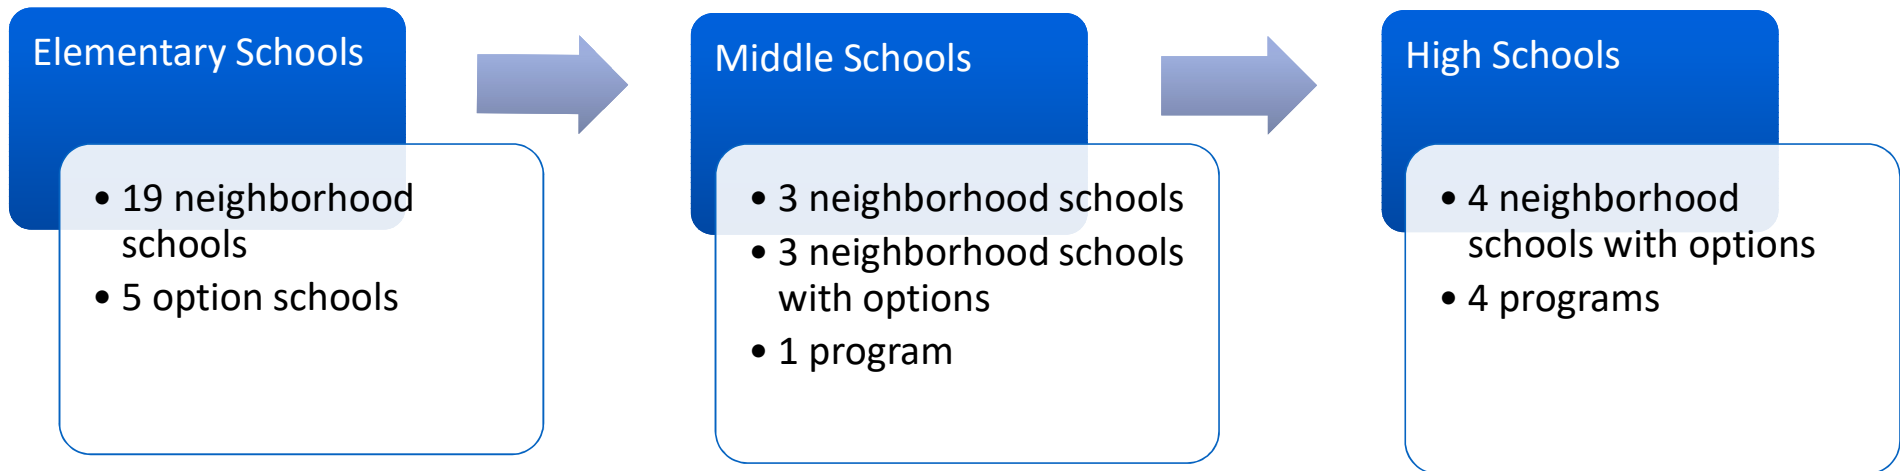 Elementary Schools
• 19 neighborhood
schools
• 5 option schools
Middle Schools
• 3 neighborhood schools
• 3 neighborhood schools
with options
• 1 program
High Schools
• 4 neighborhood
schools with options
• 4 programs